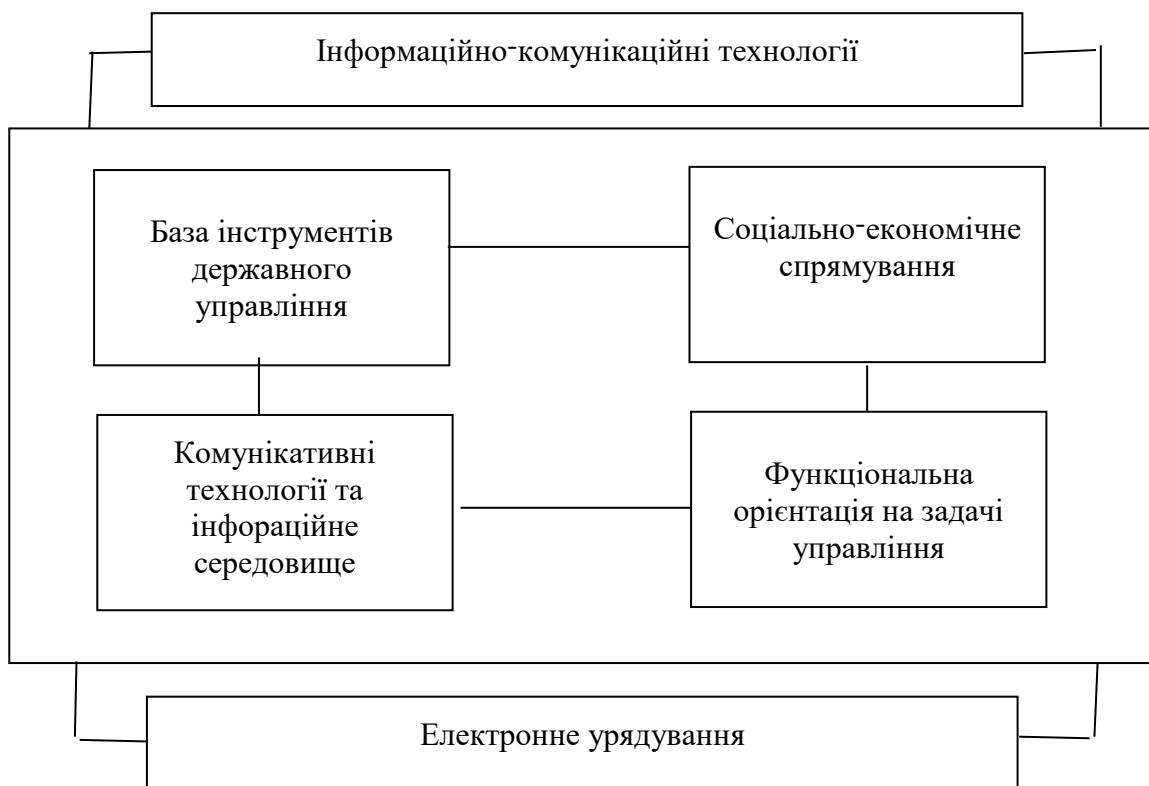 Інформаційно-комунікаційні технології
База інструментів
державного
управління
Соціально-економічне
спрямування
Комунікативні
технології та
інфораційне
середовище
Функціональна
орієнтація на задачі
управління
Електронне урядування